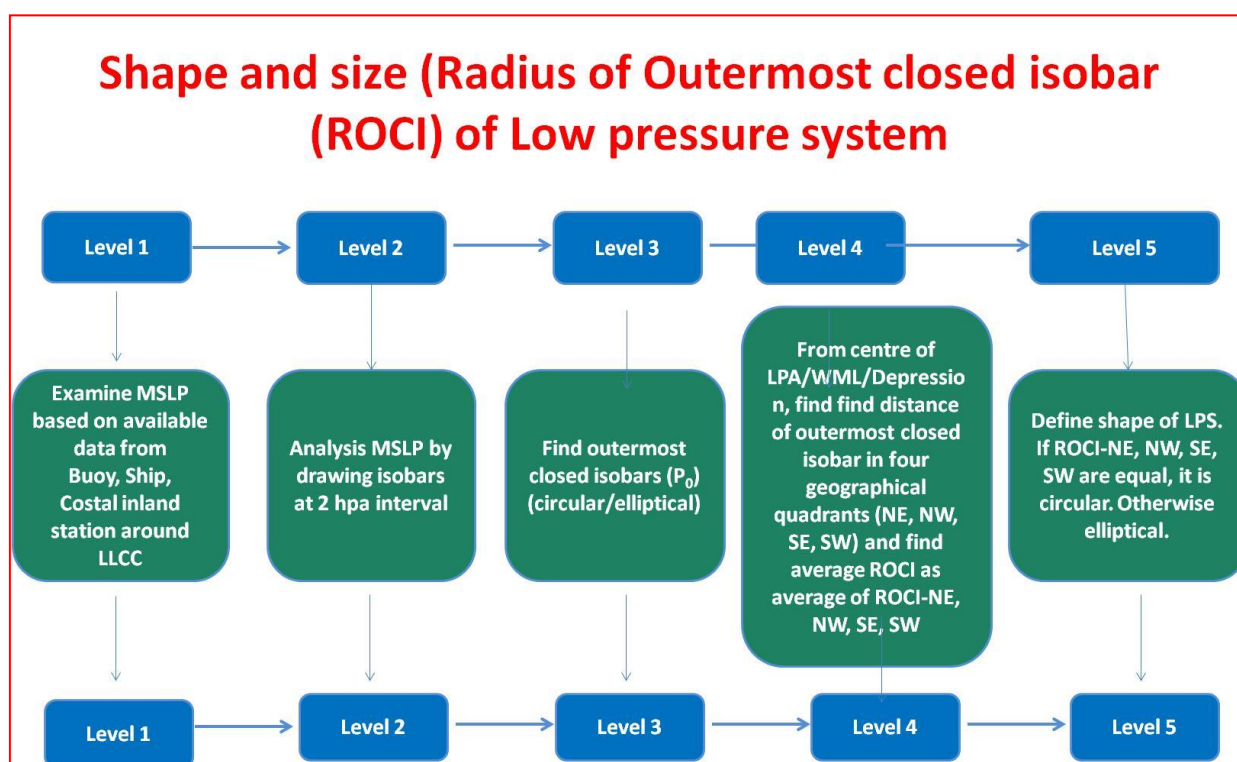 Shape and size (Radius of Outermost closed isobar
(ROCI) of Low pressure system
Level 1
Level 2
Level 3
Level 4
Level 5
Examine MSLP
based on available
data from
Buoy, Ship,
Costal inland
station around
LLCC
Analysis MSLP by
drawing isobars
at 2 hpa interval
Find outermost
closed isobars (P₀)
(circular/elliptical)
From centre of
LPA/WML/Depressio
n, find find distance
of outermost closed
isobar in four
geographical
quadrants (NE, NW,
SE, SW) and find
average ROCI as
average of ROCI-NE,
NW, SE, SW
Define shape of LPS.
If ROCI-NE, NW, SE,
SW are equal, it is
circular. Otherwise
elliptical.
Level 1
Level 2
Level 3
Level 4
Level 5